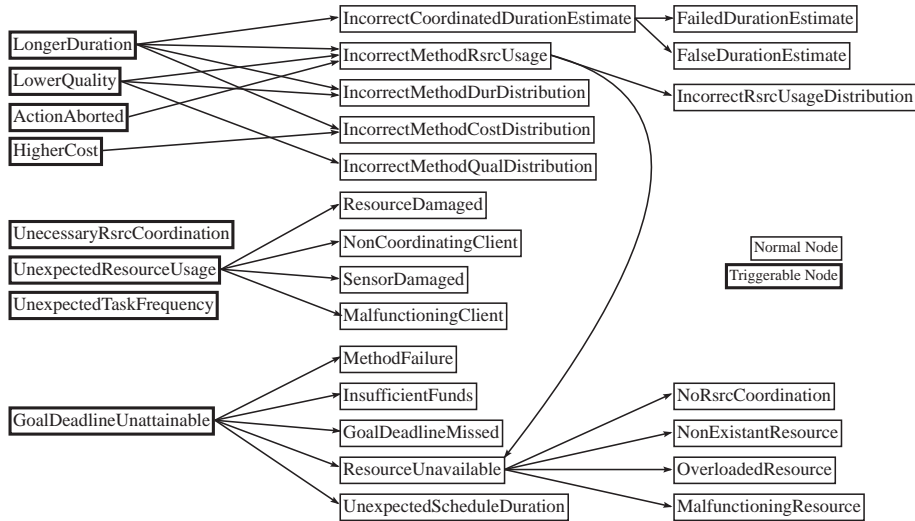 LongerDuration
LowerQuality
ActionAborted
HigherCost
IncorrectCoordinatedDurationEstimate
IncorrectMethodRsrcUsage
IncorrectMethodDurDistribution
IncorrectMethodCostDistribution
IncorrectMethodQualDistribution
FailedDurationEstimate
FalseDurationEstimate
IncorrectRsrcUsageDistribution
UnecessaryRsrcCoordination
UnexpectedResourceUsage
UnexpectedTaskFrequency
ResourceDamaged
NonCoordinatingClient
SensorDamaged
MalfunctioningClient
Normal Node
Triggerable Node
GoalDeadlineUnattainable
MethodFailure
InsufficientFunds
GoalDeadlineMissed
ResourceUnavailable
UnexpectedScheduleDuration
NoRsrcCoordination
NonExistantResource
OverloadedResource
MalfunctioningResource